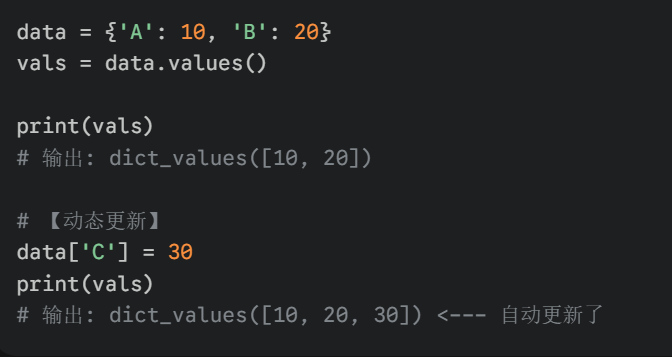 data = {'A': 10, 'B': 20}
vals = data.values()
print(vals)
# 输出: dict_values([10, 20])
# 【动态更新】
data['C'] = 30
print(vals)
# 输出: dict_values([10, 20, 30]) <--- 自动更新了